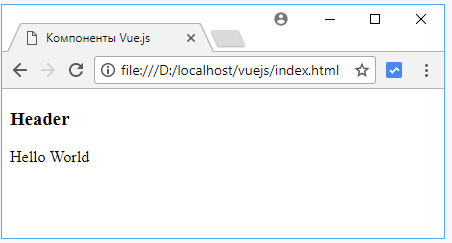 Компоненты Vue.js
file:///D:/localhost/vuejs/index.html
Header
Hello World